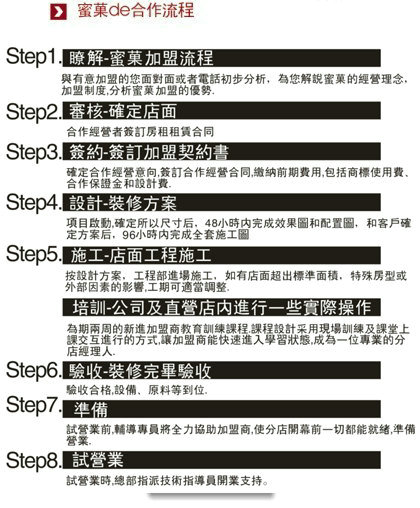 蜜菓de合作流程
Step1. 瞭解-蜜菓加盟流程
與有意加盟的您面對面或者電話初步分析，為您解說蜜菓的經營理念，
加盟制度,分析蜜菓加盟的優勢.
Step2. 審核-確定店面
合作經營者簽訂房租租賃合同
Step3. 簽約-簽訂加盟契約書
確定合作經營意向,簽訂合作經營合同,繳納前期費用,包括商標使用費、
合作保證金和設計費.
Step4. 設計-裝修方案
項目啟動,確定所以尺寸后，48小時内完成效果圖和配置圖，和客戶確
定方案后，96小時内完成全套施工圖
Step5. 施工-店面工程施工
按設計方案，工程部進場施工，如有店面超出標準面積，特殊房型或
外部因素的影響,工期可適當調整.
培訓-公司及直營店内進行一些實際操作
為期兩周的新進加盟商教育訓練課程.課程設計采用現場訓練及課堂上
課交互進行的方式,讓加盟商能快速進入學習狀態,成為一位專業的分
店經理人.
Step6. 驗收-裝修完畢驗收
驗收合格,設備、原料等到位.
Step7. 準備
試營業前,輔導專員將全力協助加盟商,使分店開幕前一切都能就緒,準備
營業.
Step8. 試營業
試營業時,總部指派技術指導員開業支持。